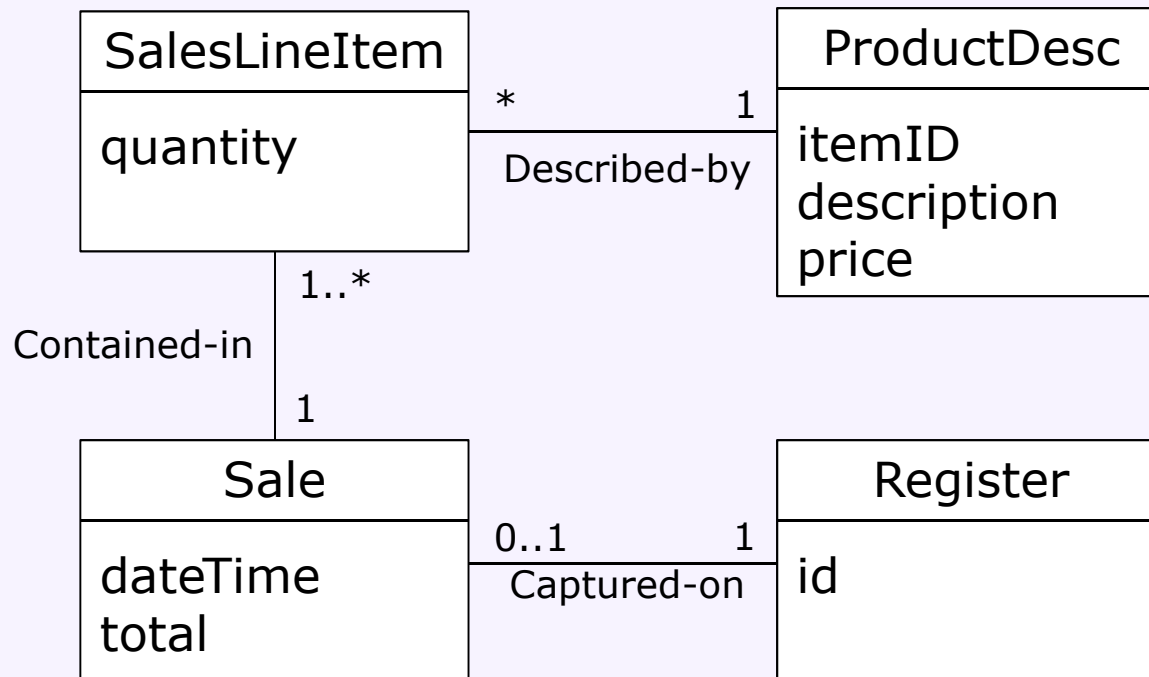 SalesLineItem
quantity
ProductDesc
itemID
description
price
*
1
Described-by
1..*
Contained-in
1
Sale
dateTime
total
0..1
1
Captured-on
Register
id